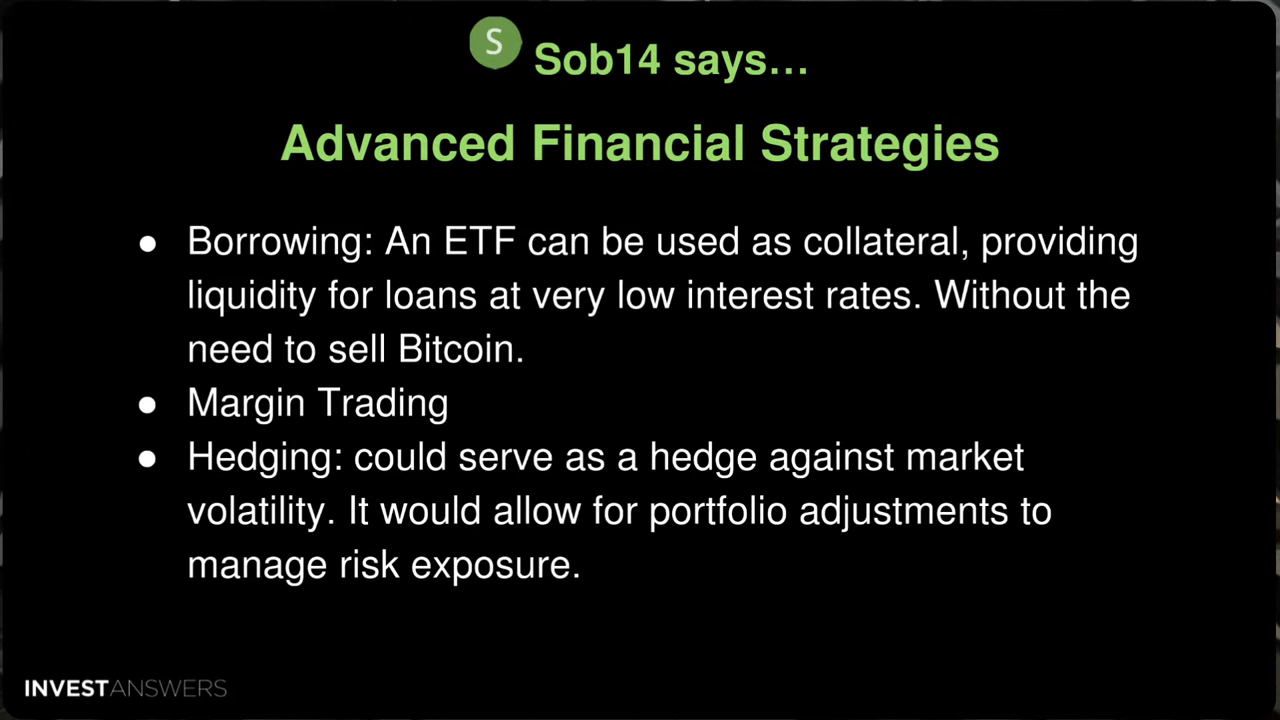 S
Sob14 says...
Advanced Financial Strategies
● Borrowing: An ETF can be used as collateral, providing
liquidity for loans at very low interest rates. Without the
need to sell Bitcoin.
● Margin Trading
● Hedging: could serve as a hedge against market
volatility. It would allow for portfolio adjustments to
manage risk exposure.
INVESTANSWERS